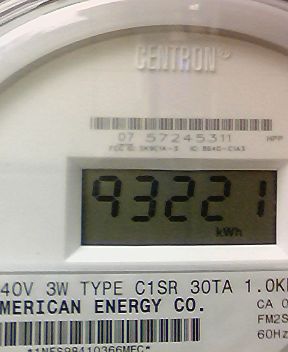 CENTRON®
07 57245311
93221
kWh
40V 3W TYPE C1SR 30TA 1.0K
MERICAN ENERGY CO.
CA 0
FM2S
60Hz